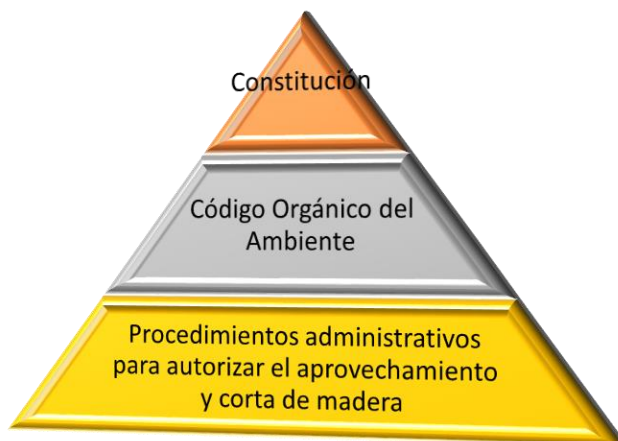 Constitución
Código Orgánico del
Ambiente
Procedimientos administrativos
para autorizar el aprovechamiento
y corta de madera